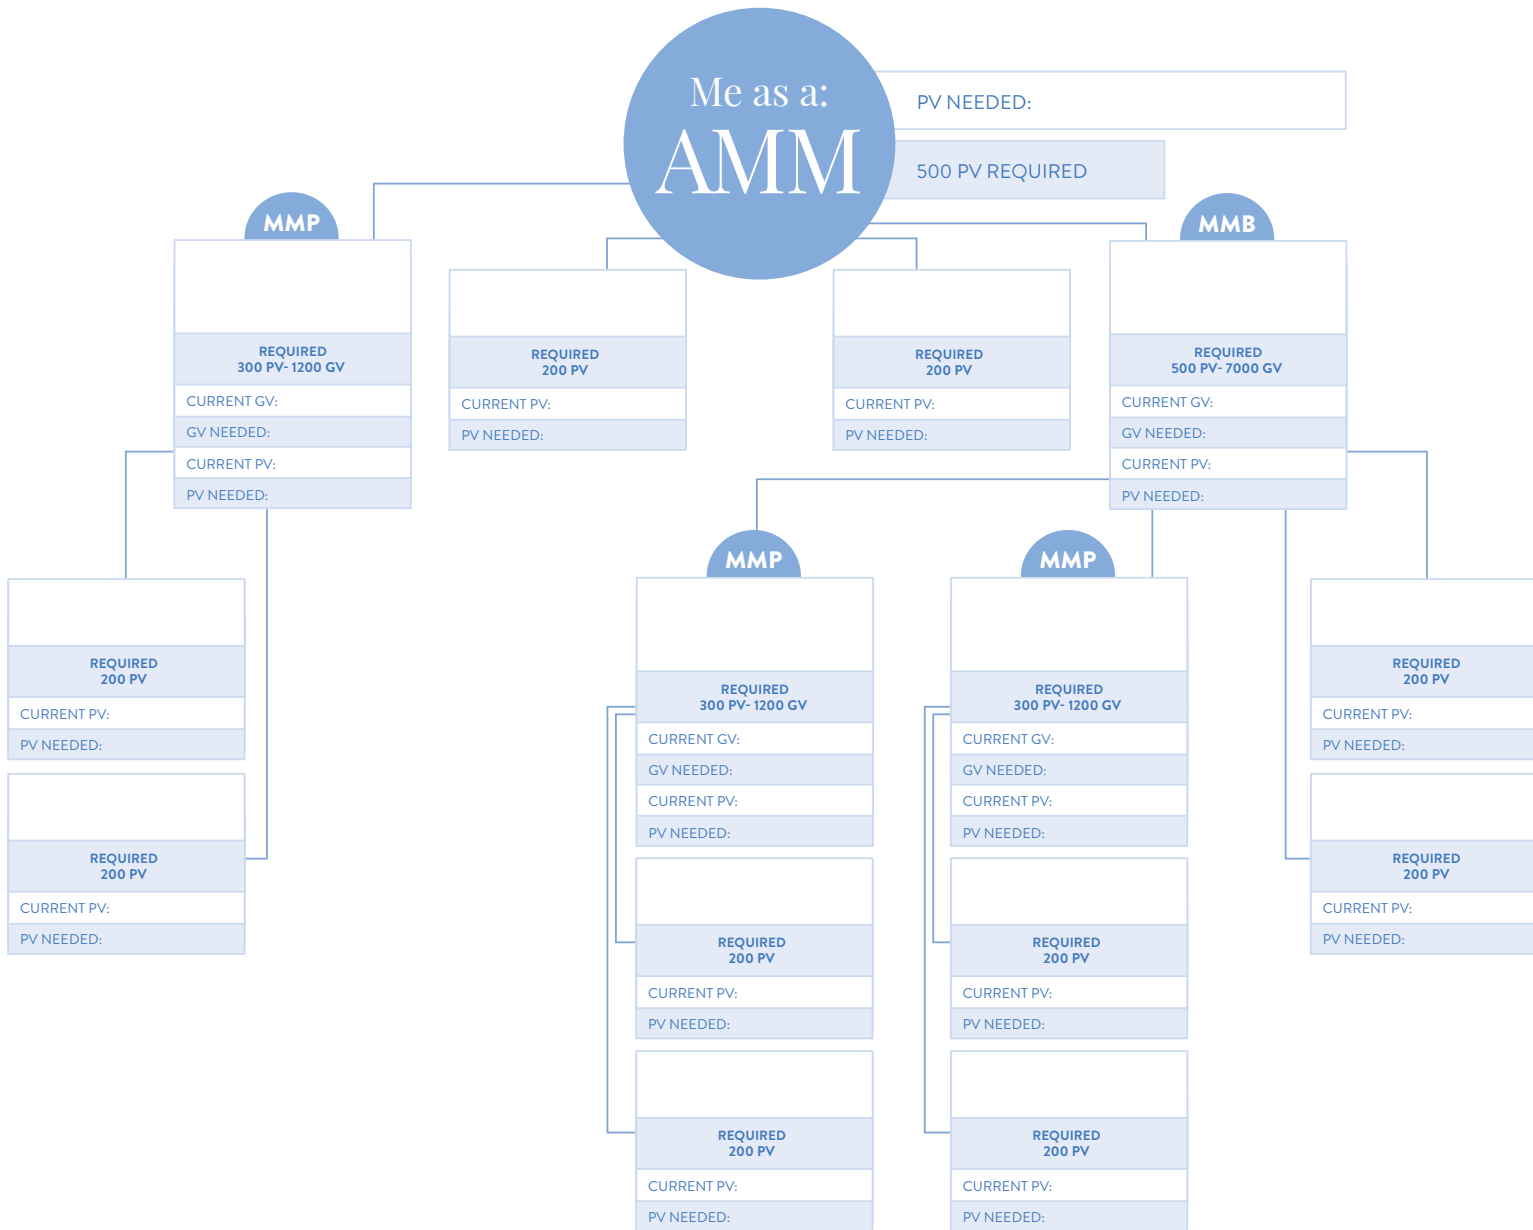 Me as a:
AMM
PV NEEDED:
500 PV REQUIRED
MMP
REQUIRED
300 PV- 1200 GV
CURRENT GV:
GV NEEDED:
CURRENT PV:
PV NEEDED:
REQUIRED
200 PV
CURRENT PV:
PV NEEDED:
REQUIRED
200 PV
CURRENT PV:
PV NEEDED:
MMB
REQUIRED
500 PV- 7000 GV
CURRENT GV:
GV NEEDED:
CURRENT PV:
PV NEEDED:
REQUIRED
200 PV
CURRENT PV:
PV NEEDED:
REQUIRED
200 PV
CURRENT PV:
PV NEEDED:
MMP
REQUIRED
300 PV- 1200 GV
CURRENT GV:
GV NEEDED:
CURRENT PV:
PV NEEDED:
REQUIRED
200 PV
CURRENT PV:
PV NEEDED:
REQUIRED
200 PV
CURRENT PV:
PV NEEDED:
MMP
REQUIRED
300 PV- 1200 GV
CURRENT GV:
GV NEEDED:
CURRENT PV:
PV NEEDED:
REQUIRED
200 PV
CURRENT PV:
PV NEEDED:
REQUIRED
200 PV
CURRENT PV:
PV NEEDED:
REQUIRED
200 PV
CURRENT PV:
PV NEEDED:
REQUIRED
200 PV
CURRENT PV:
PV NEEDED: